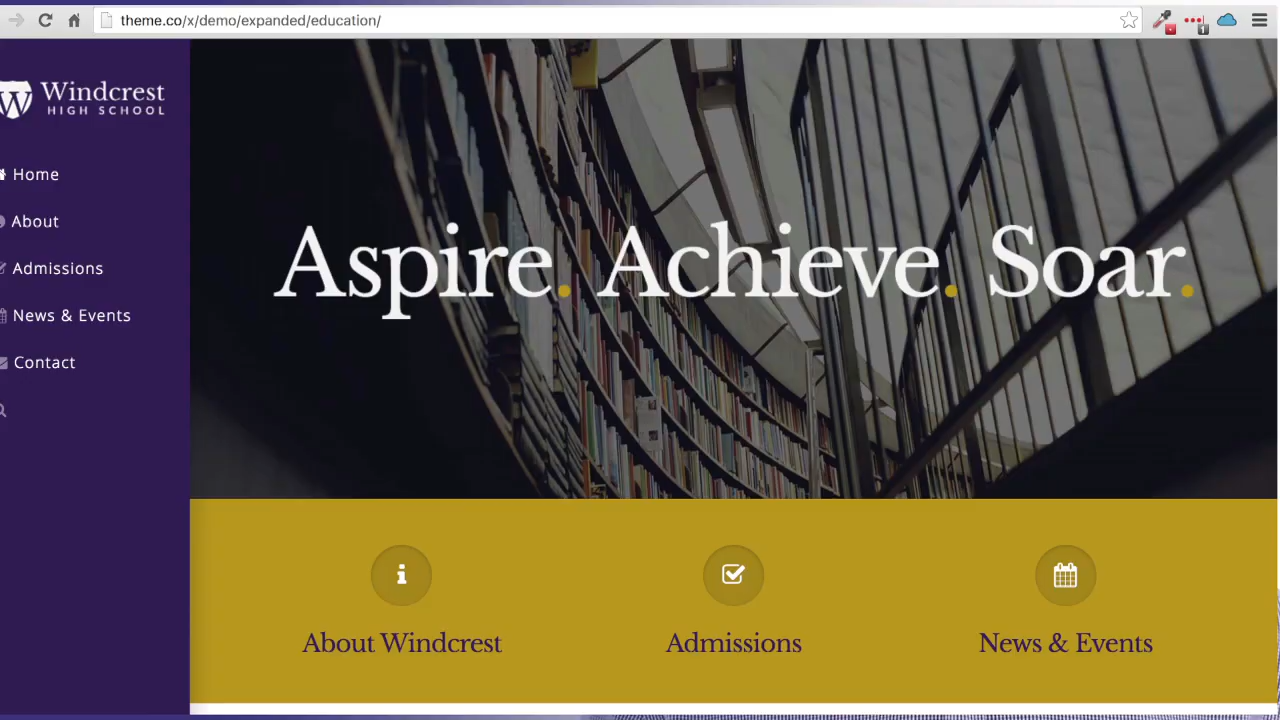 theme.co/x/demo/expanded/education/
1
Windcrest
HIGH SCHOOL
Home
About
Admissions
News & Events
Contact
Aspire. Achieve. Soar.
About Windcrest
Admissions
News & Events